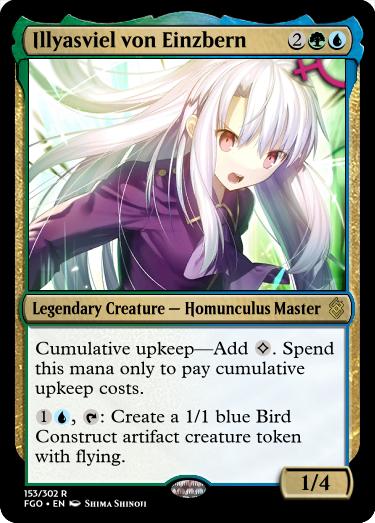 Illyasviel von Einzbern 2
Legendary Creature — Homunculus Master
Cumulative upkeep—Add . Spend
this mana only to pay cumulative
upkeep costs.
1 , : Create a 1/1 blue Bird
Construct artifact creature token
with flying.
1/4
153/302 R
FGO • EN Shima Shinoji